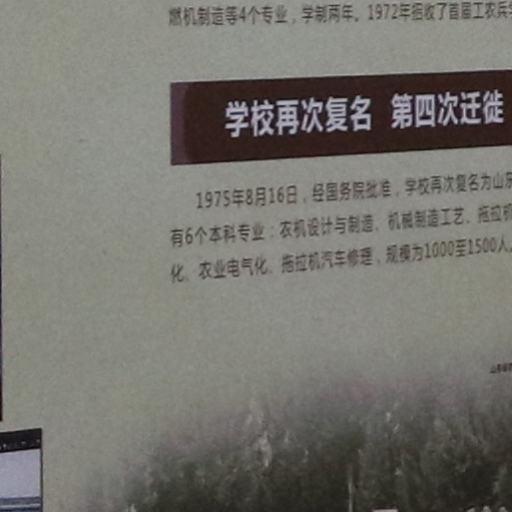 燃机制造等4个专业，学制两年。1972年招收了首届工农兵学
学校再次复名 第四次迁徙
1975年8月16日，经国务院批准，学校再次复名为山东
有6个本科专业：农机设计与制造、机械制造工艺、拖拉机
化、农业电气化、拖拉机汽车修理，规模为1000至1500人